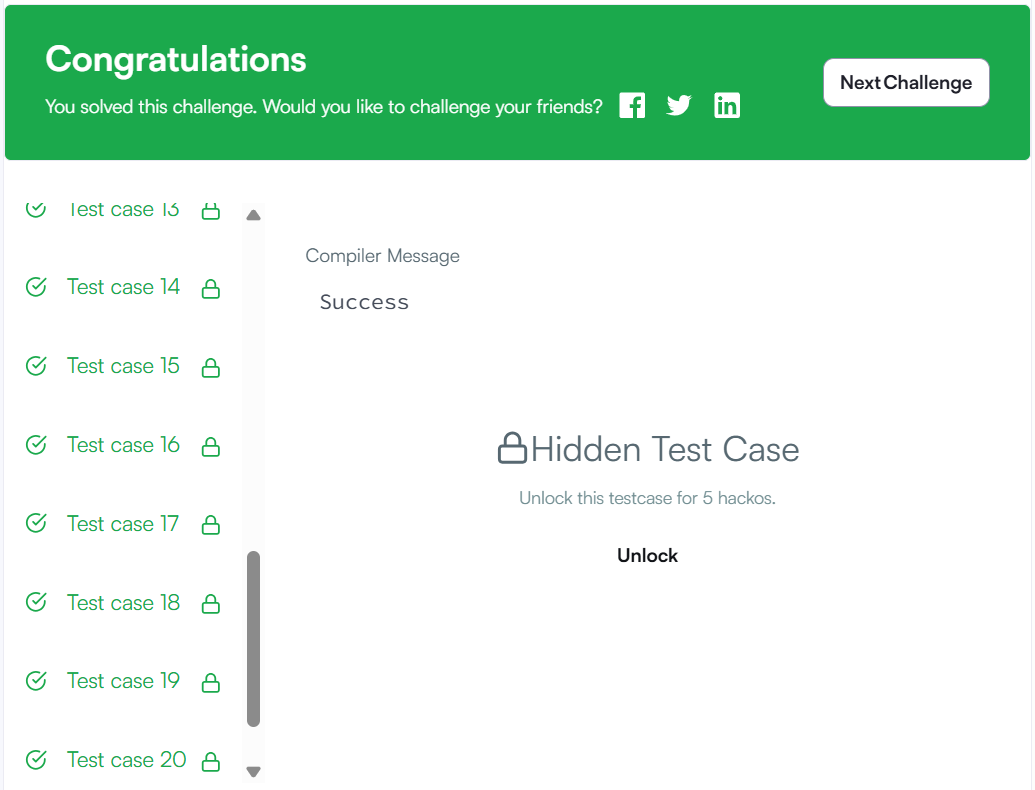 Congratulations
You solved this challenge. Would you like to challenge your friends?
Next Challenge
Test case 13
Test case 14
Test case 15
Test case 16
Test case 17
Test case 18
Test case 19
Test case 20
Compiler Message
Success
Hidden Test Case
Unlock this testcase for 5 hackos.
Unlock